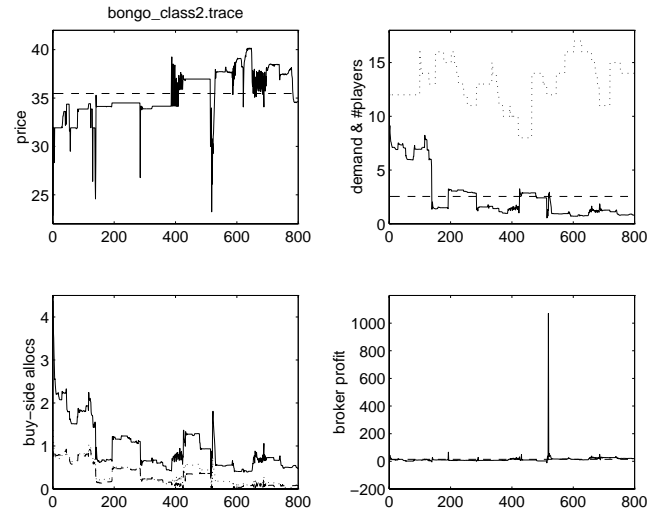 bongo_class2.trace
40
35
30
25
price
0 200 400 600 800
20
15
10
5
0
demand & #players
0 200 400 600 800
4
3
2
1
0
buy-side allocs
0 200 400 600 800
1000
800
600
400
200
0
-200
broker profit
0 200 400 600 800